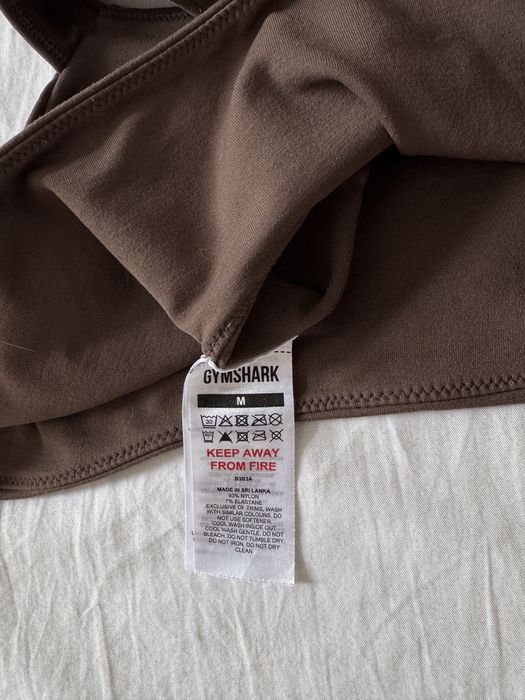 GYMSHARK
M
30
KEEP AWAY
FROM FIRE
B3B3A
MADE IN SRI LANKA
93% NYLON
7% ELASTANE
EXCLUSIVE OF TRIMS, WASH
WITH SIMILAR COLOURS, DO
NOT USE SOFTENER
COOL WASH INSIDE OUT
COOL WASH GENTLE, DO NOT
BLEACH, DO NOT TUMBLE DRY
DO NOT IRON, DO NOT DRY
CLEAN